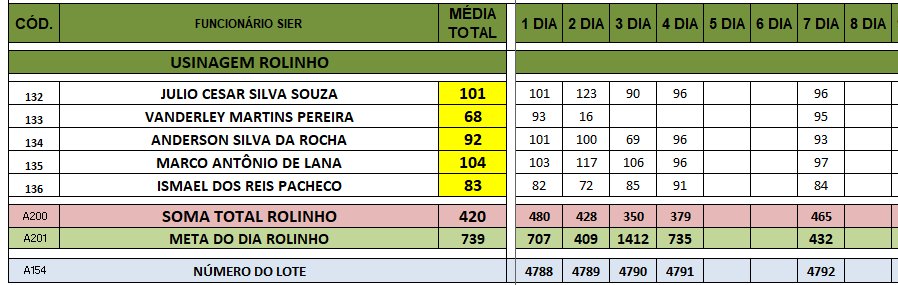 CÓD. FUNCIONÁRIO SIER MÉDIA TOTAL 1 DIA 2 DIA 3 DIA 4 DIA 5 DIA 6 DIA 7 DIA 8 DIA
USINAGEM ROLINHO
132 JULIO CESAR SILVA SOUZA 101 101 123 90 96 96
133 VANDERLEY MARTINS PEREIRA 68 93 16 95
134 ANDERSON SILVA DA ROCHA 92 101 100 69 96 93
135 MARCO ANTÔNIO DE LANA 104 103 117 106 96 97
136 ISMAEL DOS REIS PACHECO 83 82 72 85 91 84
A200 SOMA TOTAL ROLINHO 420 480 428 350 379 465
A201 META DO DIA ROLINHO 739 707 409 1412 735 432
A154 NÚMERO DO LOTE 4788 4789 4790 4791 4792